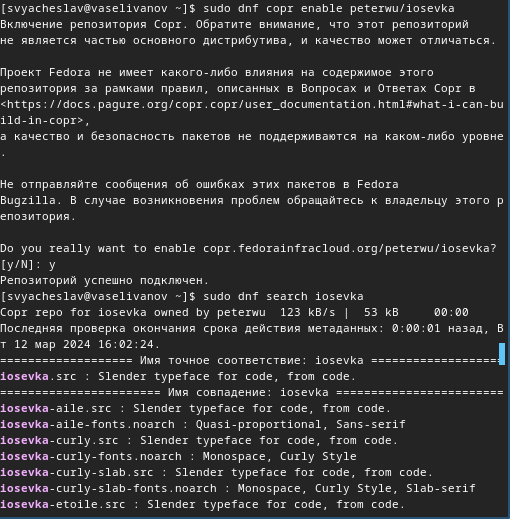 [svyacheslav@vaselivanov ~]$ sudo dnf copr enable peterwu/iosevka
Включение репозитория Copr. Обратите внимание, что этот репозиторий
не является частью основного дистрибутива, и качество может отличаться.
Проект Fedora не имеет какого-либо влияния на содержимое этого
репозитория за рамками правил, описанных в Вопросах и Ответах Copr в
<https://docs.pagure.org/copr.copr/user_documentation.html#what-i-can-bu
ild-in-copr>,
а качество и безопасность пакетов не поддерживаются на каком-либо уровне
.
Не отправляйте сообщения об ошибках этих пакетов в Fedora
Bugzilla. В случае возникновения проблем обращайтесь к владельцу этого р
епозитория.
Do you really want to enable copr.fedorainfracloud.org/peterwu/iosevka?
[y/N]: y
Репозиторий успешно подключен.
[svyacheslav@vaselivanov ~]$ sudo dnf search iosevka
Copr repo for iosevka owned by peterwu  123 kB/s |  53 kB     00:00
Последняя проверка окончания срока действия метаданных: 0:00:01 назад, В
т 12 мар 2024 16:02:24.
=================== Имя точное соответствие: iosevka ===================
iosevka.src : Slender typeface for code, from code.
======================= Имя совпадение: iosevka ========================
iosevka-aile.src : Slender typeface for code, from code.
iosevka-aile-fonts.noarch : Quasi-proportional, Sans-serif
iosevka-curly.src : Slender typeface for code, from code.
iosevka-curly-fonts.noarch : Monospace, Curly Style
iosevka-curly-slab.src : Slender typeface for code, from code.
iosevka-curly-slab-fonts.noarch : Monospace, Curly Style, Slab-serif
iosevka-etoile.src : Slender typeface for code, from code.